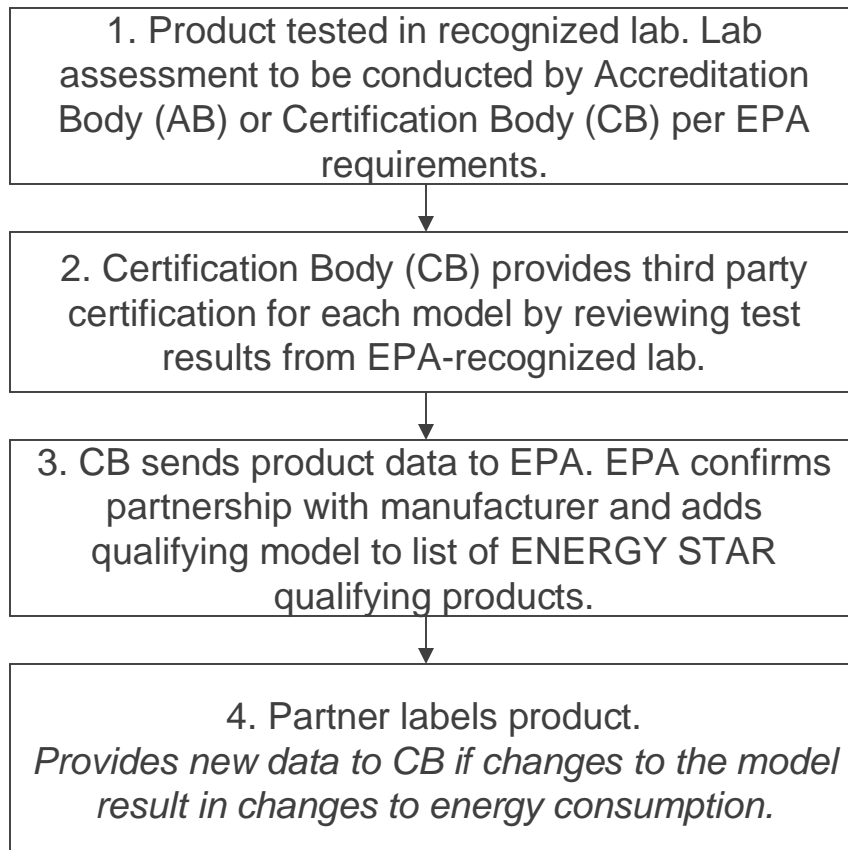 1. Product tested in recognized lab. Lab
assessment to be conducted by Accreditation
Body (AB) or Certification Body (CB) per EPA
requirements.
2. Certification Body (CB) provides third party
certification for each model by reviewing test
results from EPA-recognized lab.
3. CB sends product data to EPA. EPA confirms
partnership with manufacturer and adds
qualifying model to list of ENERGY STAR
qualifying products.
4. Partner labels product.
Provides new data to CB if changes to the model
result in changes to energy consumption.